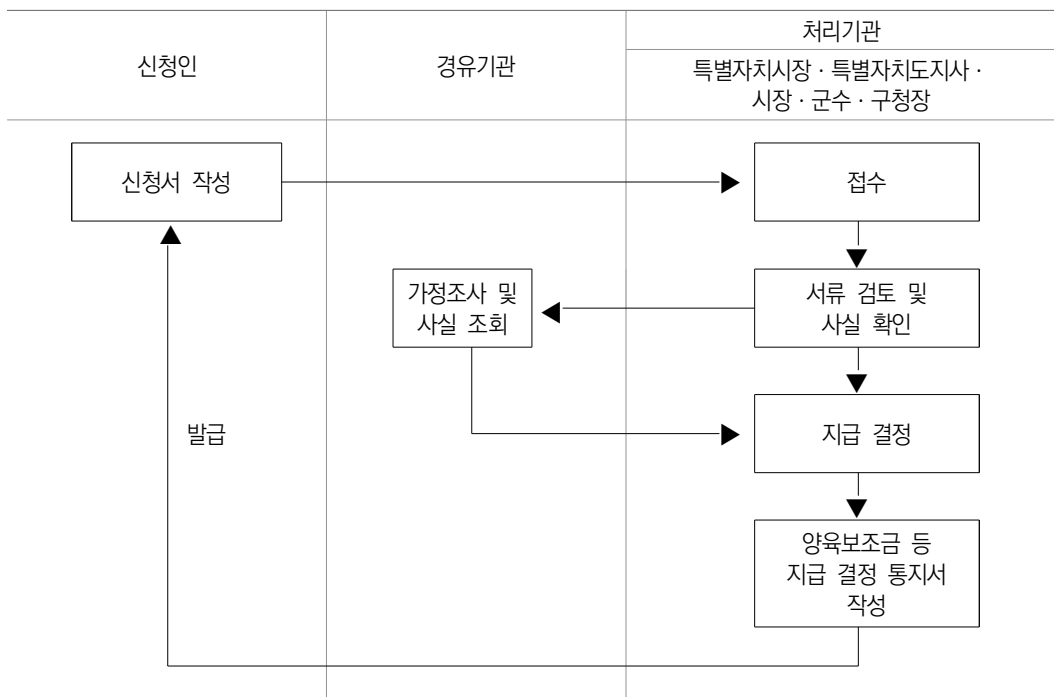 신청인
경유기관
처리기관
특별자치시장 · 특별자치도지사 ·
시장 · 군수 · 구청장
신청서 작성
접수
가정조사 및
사실 조회
서류 검토 및
사실 확인
발급
지급 결정
양육보조금 등
지급 결정 통지서
작성